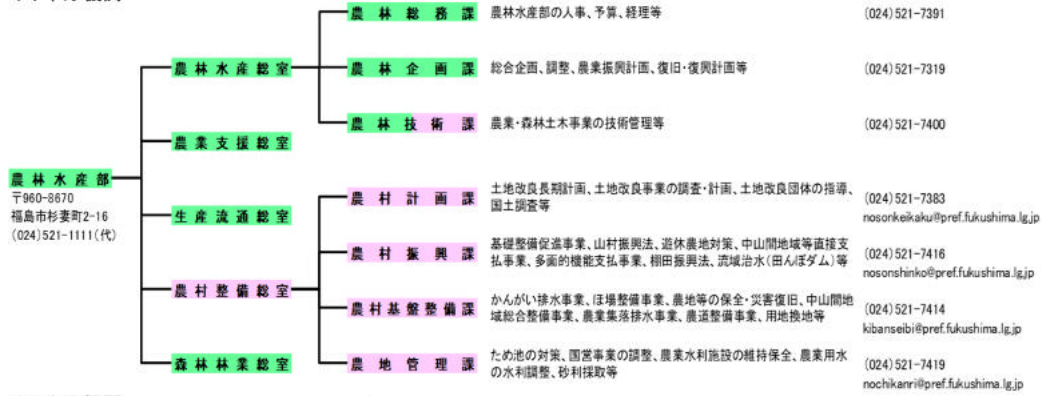 農林総務課 農林水産部の人事、予算、経理等 (024)521-7391
農林水産総室 農林企画課 総合企画、調整、農業振興計画、復旧・復興計画等 (024)521-7319
農林技術課 農業・森林土木事業の技術管理等 (024)521-7400
農業支援総室
農林水産部
〒960-8670
福島市杉妻町2-16
(024)521-1111(代)
生産流通総室
農村計画課 土地改良長期計画、土地改良事業の調査・計画、土地改良団体の指導、
国土調査等
(024)521-7383
nosonkeikaku@pref.fukushima.lg.jp
農村振興課 基礎整備促進事業、山村振興法、遊休農地対策、中山間地域等直接支
払事業、多面的機能支払事業、棚田振興法、流域治水(田んぼダム)等
(024)521-7416
nosonshinko@pref.fukushima.lg.jp
農村整備総室
農村基盤整備課 かんがい排水事業、ほ場整備事業、農地等の保全・災害復旧、中山間地
域総合整備事業、農業集落排水事業、農道整備事業、用地換地等
(024)521-7414
kibanseibi@pref.fukushima.lg.jp
森林林業総室
農地管理課 ため池の対策、国営事業の調整、農業水利施設の維持保全、農業用水
の水利調整、砂利採取等
(024)521-7419
nochikanri@pref.fukushima.lg.jp